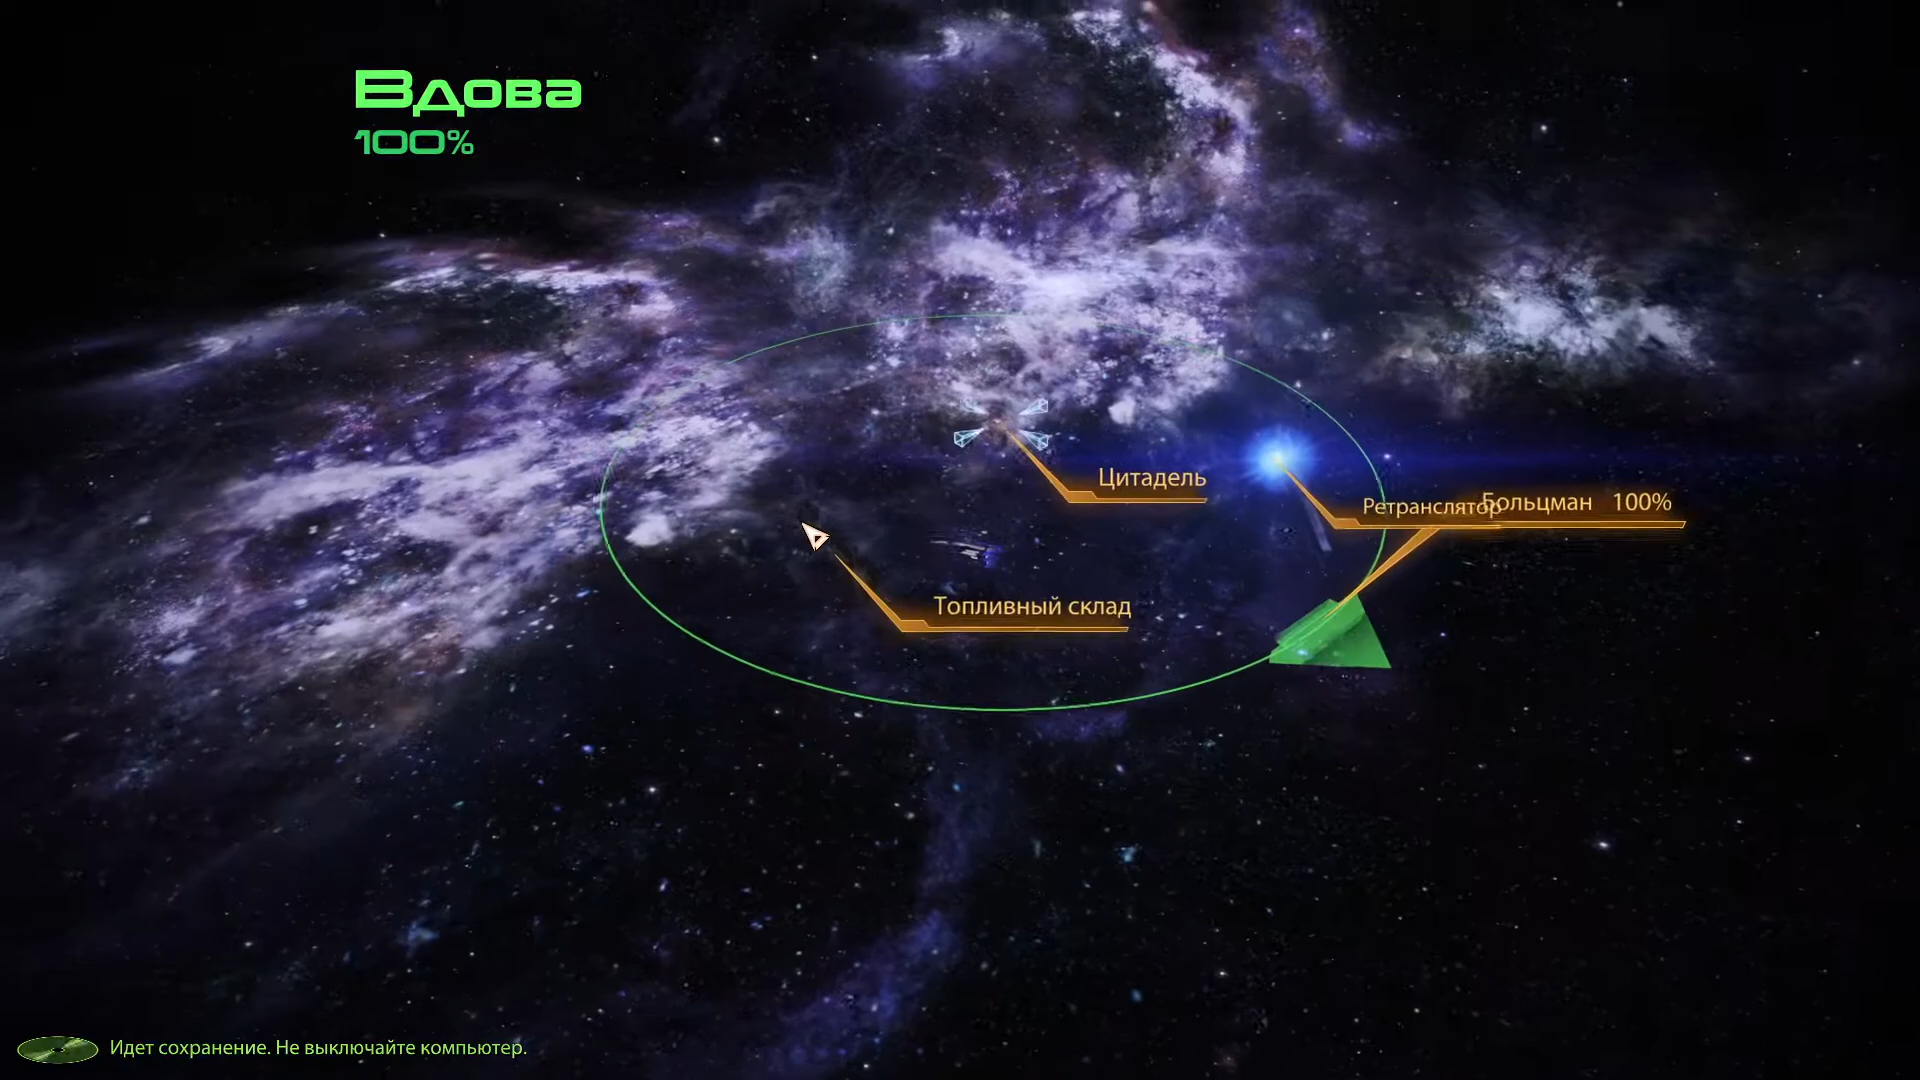 Вдова
100%
Цитадель
Ретранслятор
Больцман 100%
Топливный склад
Идет сохранение. Не выключайте компьютер.